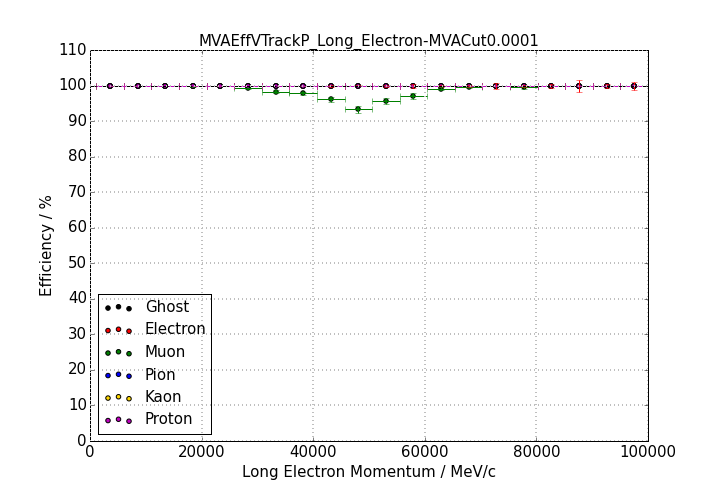 MVAEffVTrackP_Long_Electron-MVACut0.0001
110
100
90
80
70
60
50
40
30
20
10
0
Efficiency / %
Ghost
Electron
Muon
Pion
Kaon
Proton
0 20000 40000 60000 80000 100000
Long Electron Momentum / MeV/c